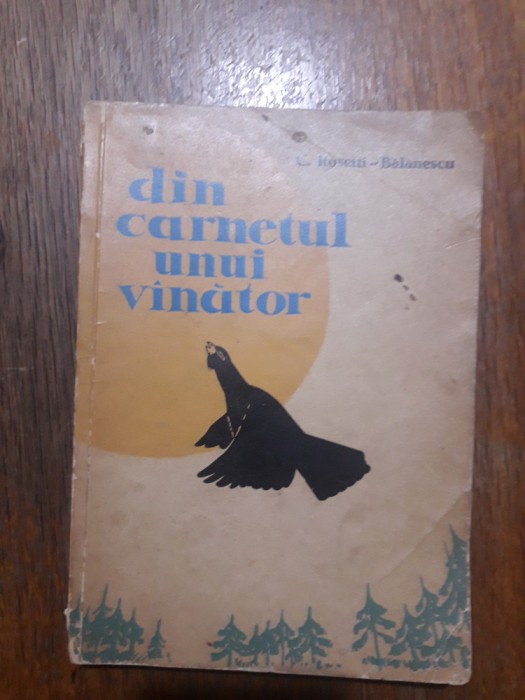 C. Rosetti-Bălănescu
din
carnetul
unui
vînător